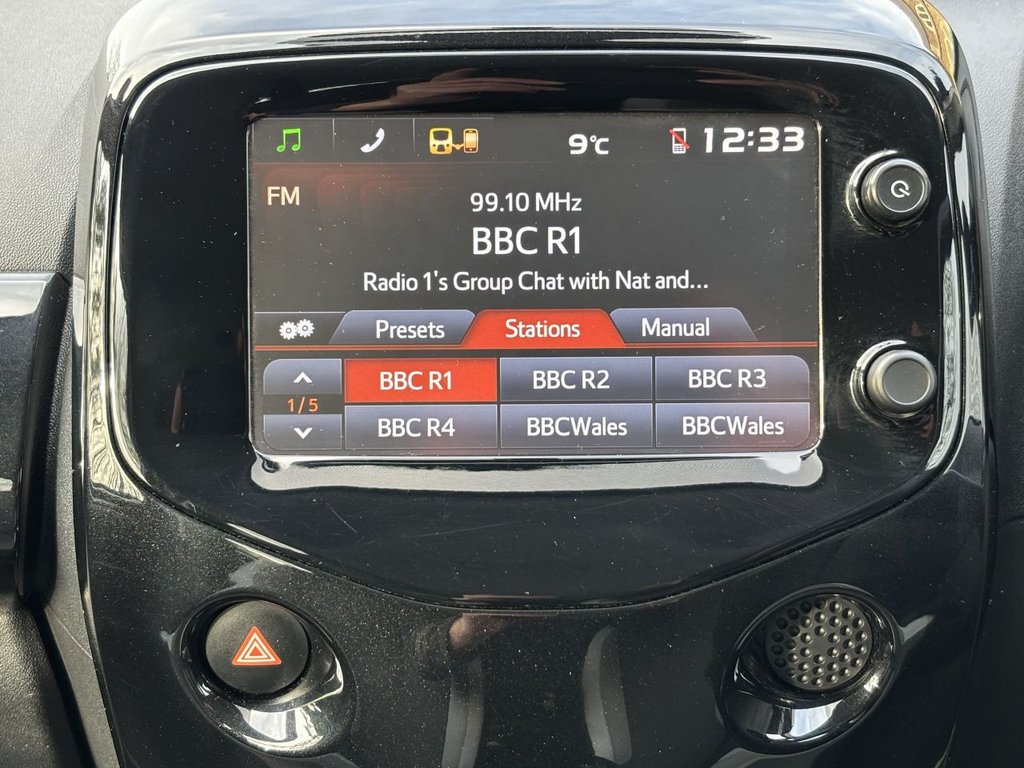 9°C 12:33
FM
99.10 MHz
BBC R1
Radio 1's Group Chat with Nat and...
Presets Stations Manual
BBC R1 BBC R2 BBC R3
1/5
BBC R4 BBCWales BBCWales